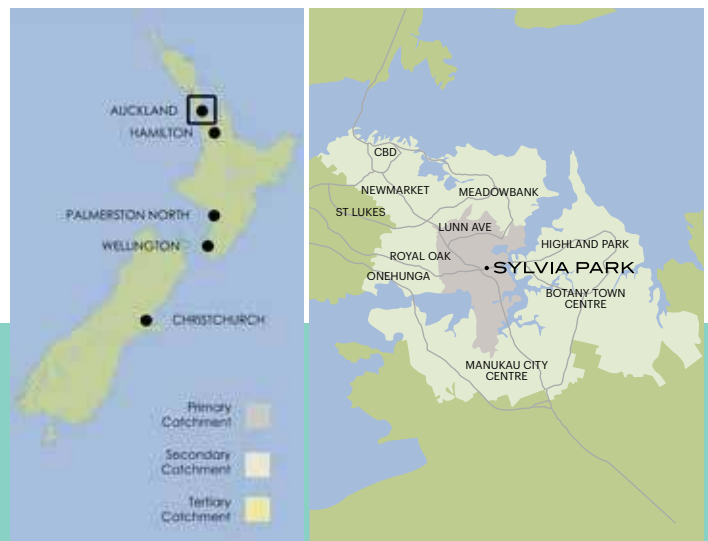 AUCKLAND
HAMILTON
PALMERSTON NORTH
WELLINGTON
CHRISTCHURCH
Primary
Catchment
Secondary
Catchment
Tertiary
Catchment
CBD
NEWMARKET
MEADOWBANK
ST LUKES
LUNN AVE
HIGHLAND PARK
ROYAL OAK
SYLVIA PARK
ONEHUNGA
BOTANY TOWN
CENTRE
MANUKAU CITY
CENTRE